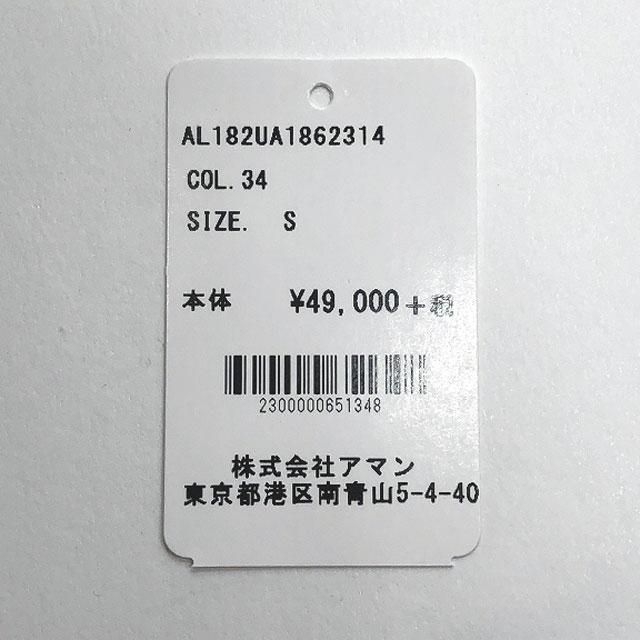 AL182UA1862314
COL.34
SIZE. S
本体 ¥49,000+税
2300000651348
株式会社アマン
東京都港区南青山5-4-40